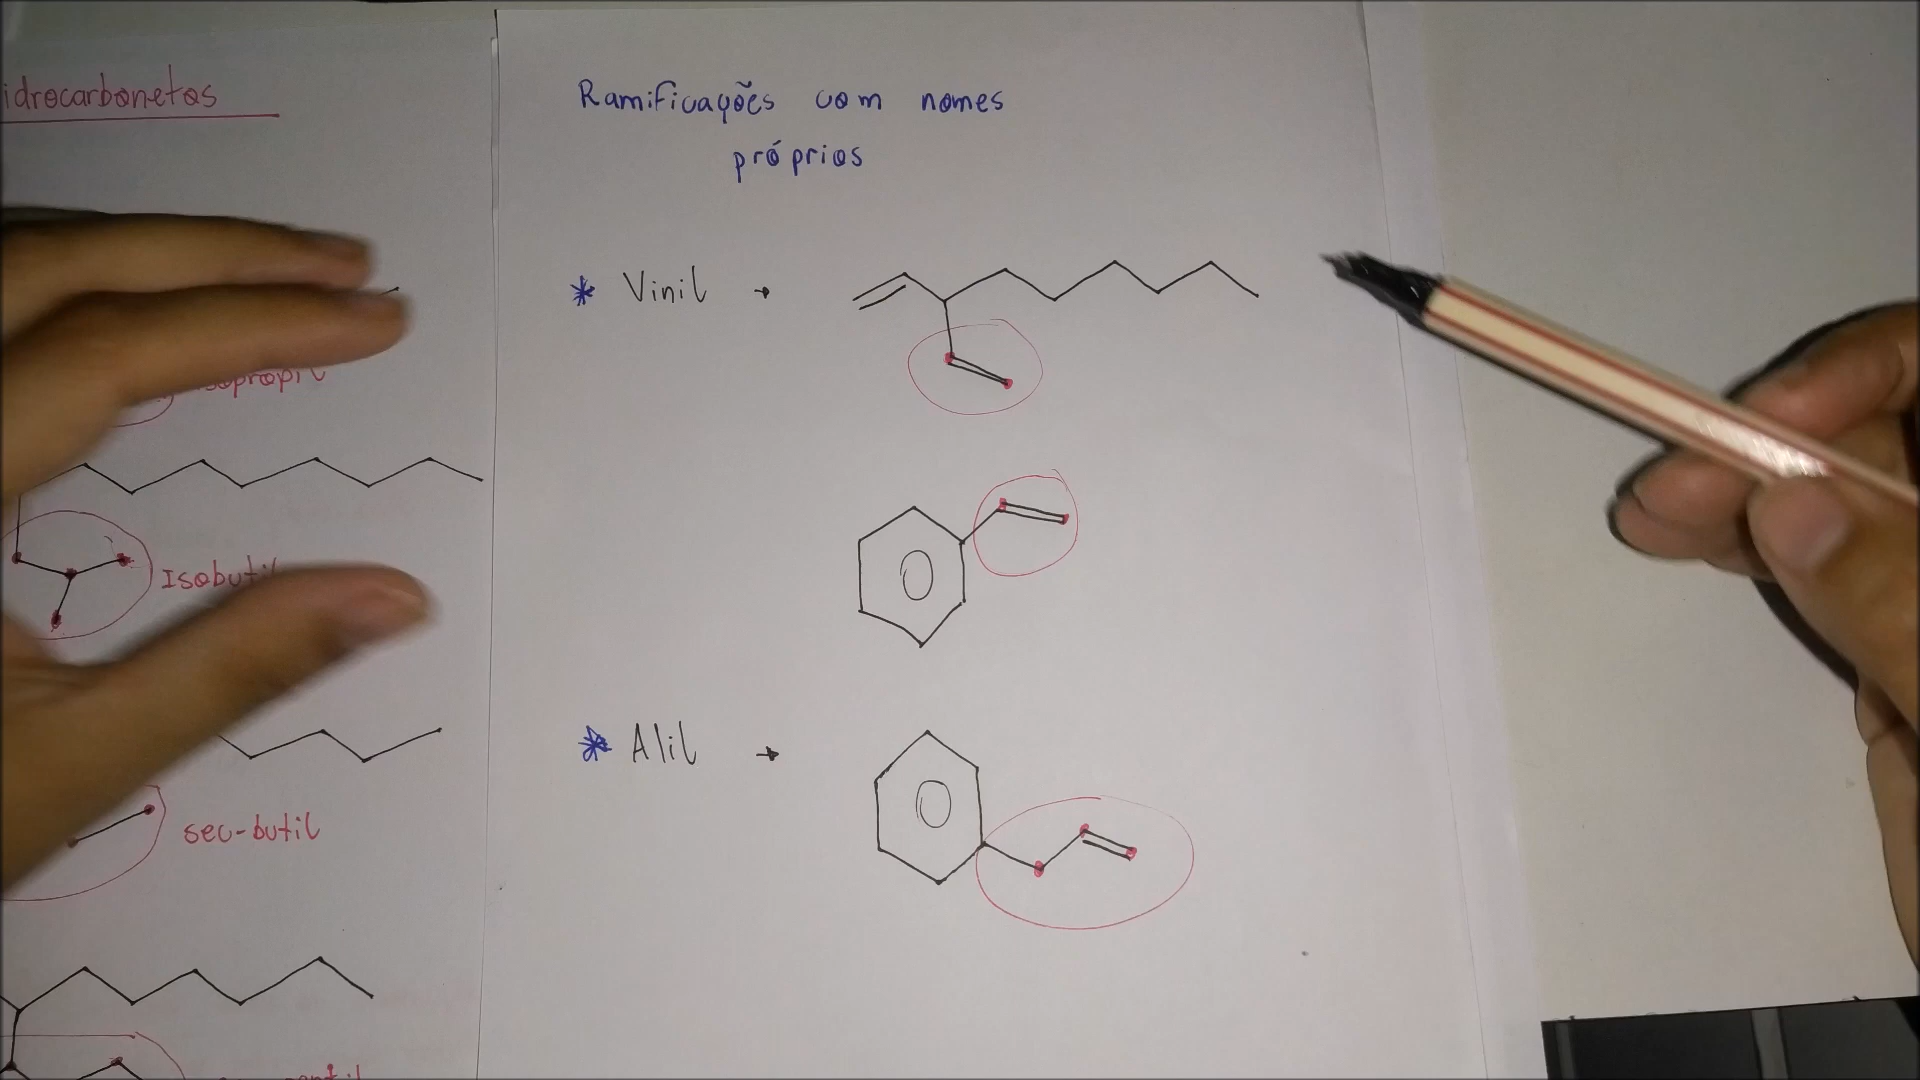 idrocarbonetos
Isobutil
sec-butil
Ramificações com nomes
próprios
* Vinil →
* Alil →